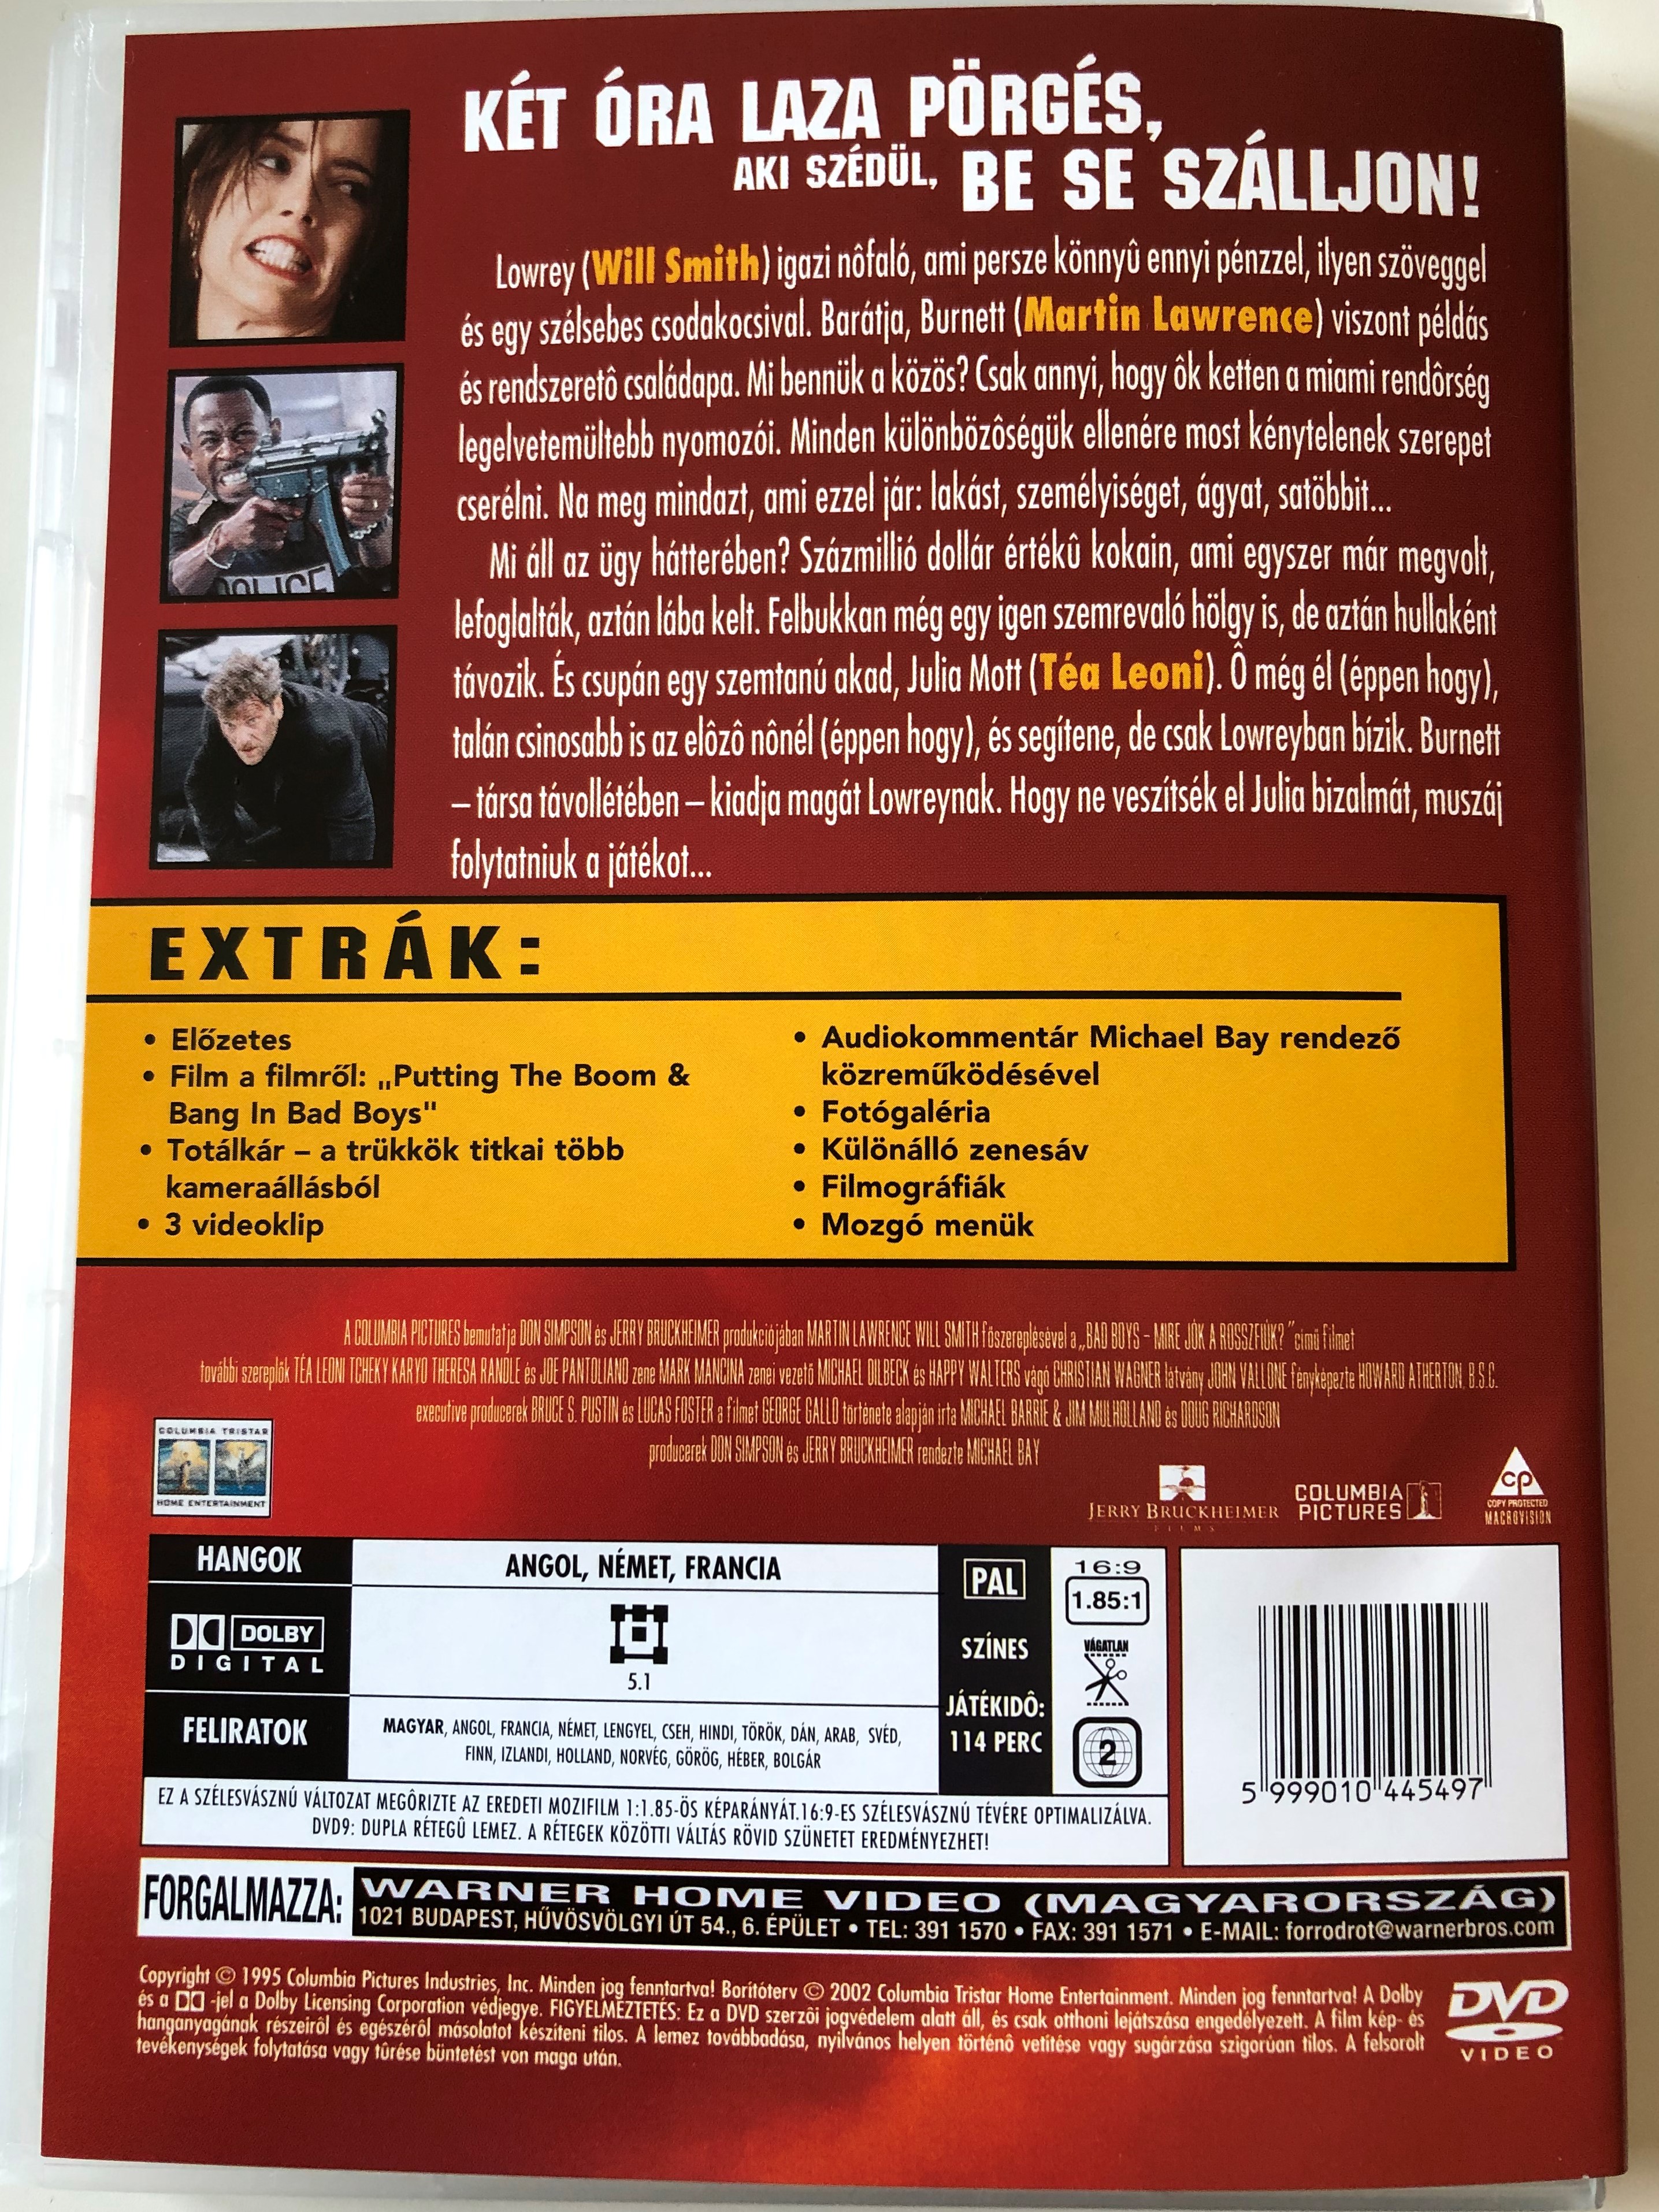 KÉT ÓRA LAZA PÖRGÉS,
AKI SZÉDÜL, BE SE SZÁLLJON!
Lowrey (Will Smith) igazi nôfaló, ami persze könnyû ennyi pénzzel, ilyen szöveggel
és egy szélsebes csodakocsival. Barátja, Burnett (Martin Lawrence) viszont példás
és rendszeretô családapa. Mi bennük a közös? Csak annyi, hogy ôk ketten a miami rendôrség
legelvetemültebb nyomozói. Minden különbözôségük ellenére most kénytelenek szerepet
cserélni. Na meg mindazt, ami ezzel jár: lakást, személyiséget, ágyat, satöbbit...
Mi áll az ügy hátterében? Százmillió dollár értékû kokain, ami egyszer már megvolt,
lefoglalták, aztán lába kelt. Felbukkan még egy igen szemrevaló hölgy is, de aztán hullaként
távozik. És csupán egy szemtanú akad, Julia Mott (Téa Leoni). Ô még él (éppen hogy),
talán csinosabb is az elôzô nônél (éppen hogy), és segítene, de csak Lowreyban bízik. Burnett
– társa távollétében – kiadja magát Lowreynak. Hogy ne veszítsék el Julia bizalmát, muszáj
folytatniuk a játékot...
POLICE
EXTRÁK:
• Előzetes
• Film a filmről: „Putting The Boom &
Bang In Bad Boys"
• Totálkár – a trükkök titkai több
kameraállásból
• 3 videoklip
• Audiokommentár Michael Bay rendező
közreműködésével
• Fotógaléria
• Különálló zenesáv
• Filmográfiák
• Mozgó menük
A COLUMBIA PICTURES bemutatja DON SIMPSON és JERRY BRUCKHEIMER produkciójában MARTIN LAWRENCE WILL SMITH főszereplésével a „BAD BOYS – MIRE JÓK A ROSSZFIÚK?" című filmet
további szereplők TÉA LEONI TCHEKY KARYO THERESA RANDLE és JOE PANTOLIANO zene MARK MANCINA zenei vezető MICHAEL DILBECK és HAPPY WALTERS vágó CHRISTIAN WAGNER látvány JOHN VALLONE fényképezte HOWARD ATHERTON, B.S.C.
executive producerek BRUCE S. PUSTIN és LUCAS FOSTER a filmet GEORGE GALLO története alapján írta MICHAEL BARRIE & JIM MULHOLLAND és DOUG RICHARDSON
producerek DON SIMPSON és JERRY BRUCKHEIMER rendezte MICHAEL BAY
COLUMBIA TRISTAR
HOME ENTERTAINMENT
JERRY BRUCKHEIMER
FILMS
COLUMBIA
PICTURES
CP
COPY PROTECTED
MACROVISION
HANGOK
ANGOL, NÉMET, FRANCIA
DOLBY
DIGITAL
5.1
FELIRATOK
MAGYAR, ANGOL, FRANCIA, NÉMET, LENGYEL, CSEH, HINDI, TÖRÖK, DÁN, ARAB, SVÉD,
FINN, IZLANDI, HOLLAND, NORVÉG, GÖRÖG, HÉBER, BOLGÁR
PAL
SZÍNES
JÁTÉKIDÔ:
114 PERC
16:9
1.85:1
VÁGATLAN
2
5 999010 445497
EZ A SZÉLESVÁSZNÚ VÁLTOZAT MEGÔRIZTE AZ EREDETI MOZIFILM 1:1.85-ÖS KÉPARÁNYÁT.16:9-ES SZÉLESVÁSZNÚ TÉVÉRE OPTIMALIZÁLVA.
DVD9: DUPLA RÉTEGÛ LEMEZ. A RÉTEGEK KÖZÖTTI VÁLTÁS RÖVID SZÜNETET EREDMÉNYEZHET!
FORGALMAZZA:
WARNER HOME VIDEO (MAGYARORSZÁG)
1021 BUDAPEST, HŰVÖSVÖLGYI ÚT 54., 6. ÉPÜLET • TEL: 391 1570 • FAX: 391 1571 • E-MAIL: forrodrot@warnerbros.com
Copyright © 1995 Columbia Pictures Industries, Inc. Minden jog fenntartva! Borítóterv © 2002 Columbia Tristar Home Entertainment. Minden jog fenntartva! A Dolby
és a -jel a Dolby Licensing Corporation védjegye. FIGYELMEZTETÉS: Ez a DVD szerzôi jogvédelem alatt áll, és csak otthoni lejátszása engedélyezett. A film kép- és
hanganyagának részeirôl és egészérôl másolatot készíteni tilos. A lemez továbbadása, nyilvános helyen történô vetítése vagy sugárzása szigorúan tilos. A felsorolt
tevékenységek folytatása vagy tûrése büntetést von maga után.
DVD
VIDEO